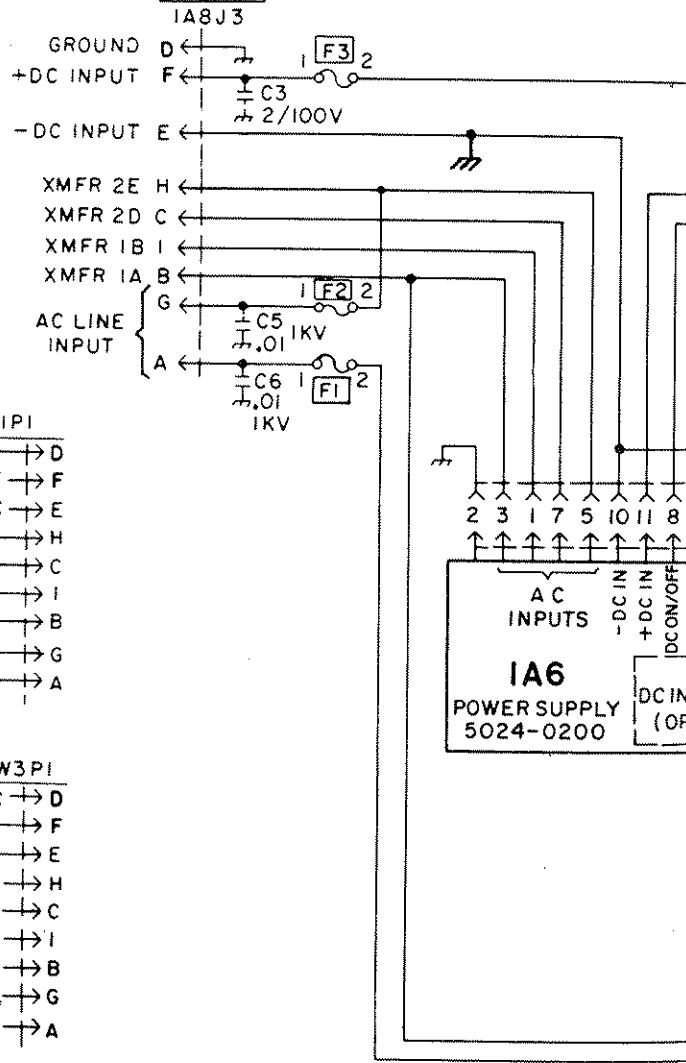 1A8J3
GROUND D
+DC INPUT F
1 F3 2
C3
2/100V
-DC INPUT E
XMFR 2E H
XMFR 2D C
XMFR 1B I
XMFR 1A B
G
1 F2 2
AC LINE
INPUT
C5
.01
1KV
A
1 F1 2
C6
.01
1KV
1P1
D
F
E
H
C
I
B
G
A
2 3 1 7 5 10 11 8
AC
INPUTS
-DC IN
+DC IN
DC ON/OFF
1A6
POWER SUPPLY
5024-0200
DC IN
(OP
W3P1
D
F
E
H
C
I
B
G
A